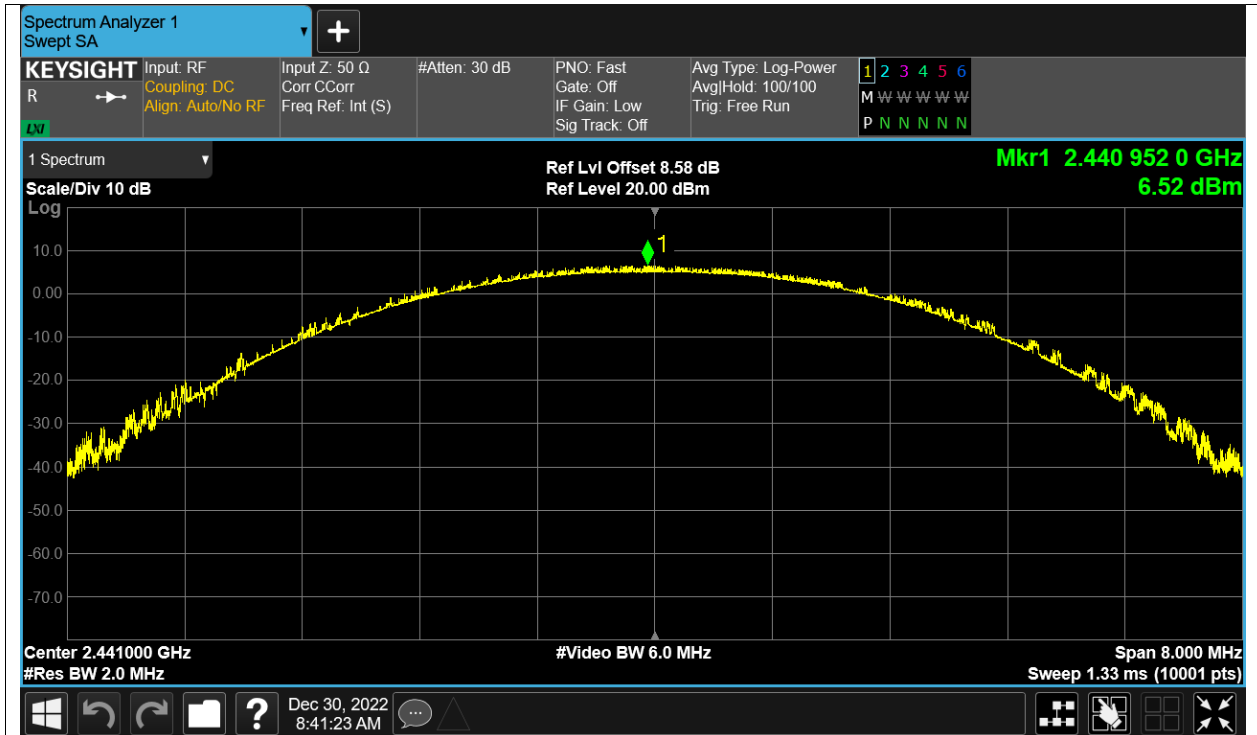 Spectrum Analyzer 1
Swept SA
KEYSIGHT
R
LXI
Input: RF
Coupling: DC
Align: Auto/No RF
Input Z: 50 Ω
Corr CCorr
Freq Ref: Int (S)
#Atten: 30 dB
PNO: Fast
Gate: Off
IF Gain: Low
Sig Track: Off
Avg Type: Log-Power
Avg|Hold: 100/100
Trig: Free Run
1 2 3 4 5 6
M W W W W W
P N N N N N N
1 Spectrum
Scale/Div 10 dB
Ref Lvl Offset 8.58 dB
Ref Level 20.00 dBm
Mkr1 2.440 952 0 GHz
6.52 dBm
Log
10.0
0.00
-10.0
-20.0
-30.0
-40.0
-50.0
-60.0
-70.0
1
Center 2.441000 GHz
#Res BW 2.0 MHz
#Video BW 6.0 MHz
Span 8.000 MHz
Sweep 1.33 ms (10001 pts)
?
Dec 30, 2022
8:41:23 AM